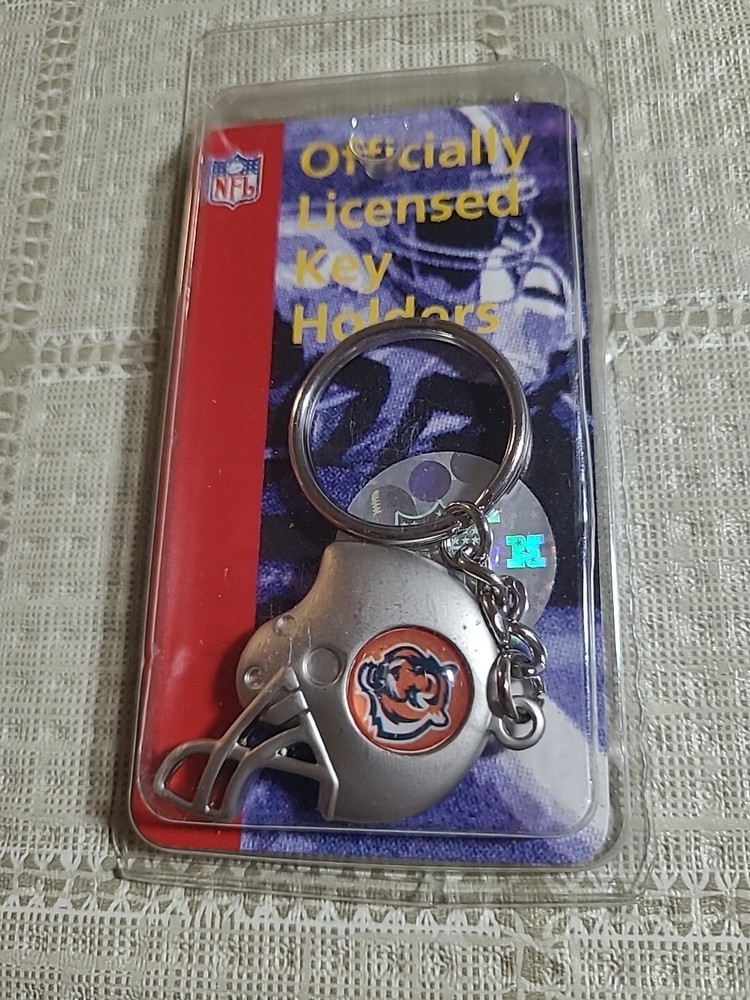 NFL
Officially
Licensed
Key
Holders
N